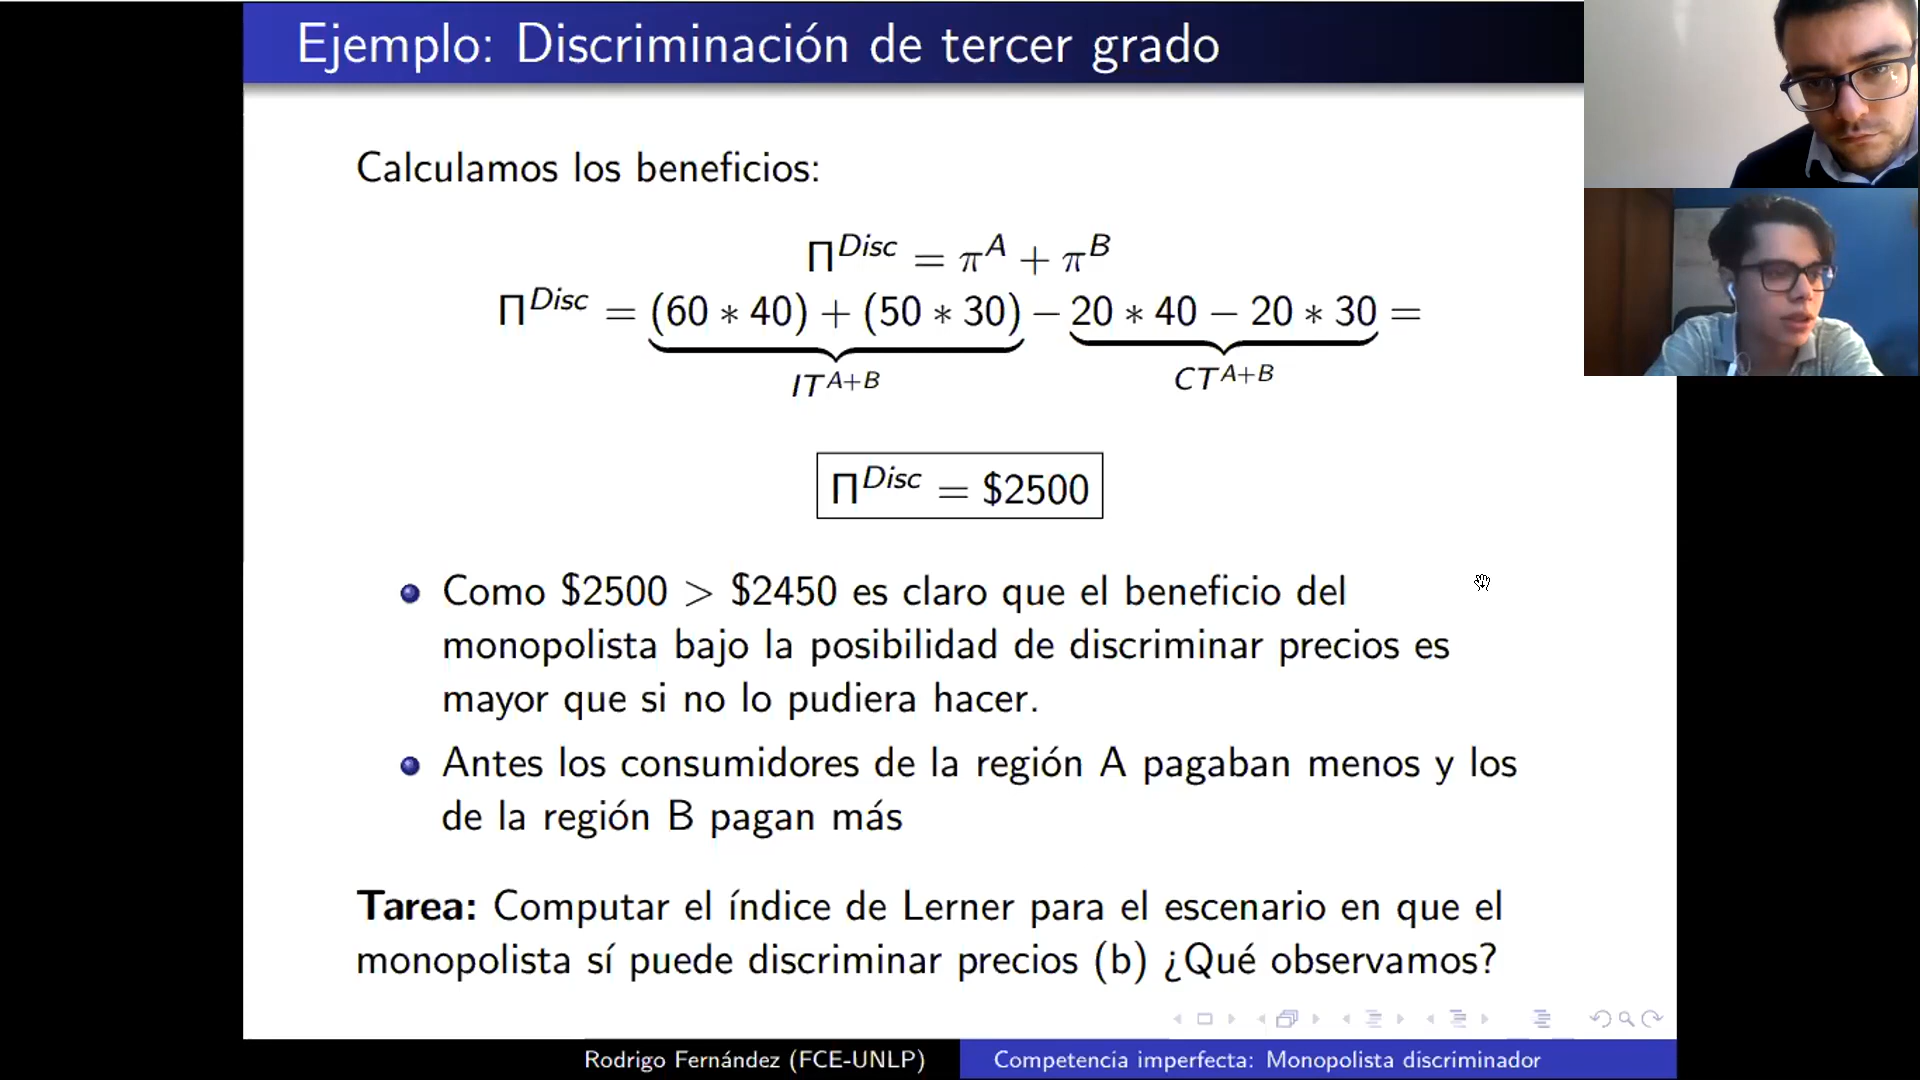 Ejemplo: Discriminación de tercer grado
Calculamos los beneficios:
Π^Disc = π^A + π^B
Π^Disc = (60 ∗ 40) + (50 ∗ 30) − 20 ∗ 40 − 20 ∗ 30 =
IT^A+B
CT^A+B
Π^Disc = $2500
Como $2500 > $2450 es claro que el beneficio del
monopolista bajo la posibilidad de discriminar precios es
mayor que si no lo pudiera hacer.
Antes los consumidores de la región A pagaban menos y los
de la región B pagan más
Tarea: Computar el índice de Lerner para el escenario en que el
monopolista sí puede discriminar precios (b) ¿Qué observamos?
Rodrigo Fernández (FCE-UNLP)
Competencia imperfecta: Monopolista discriminador